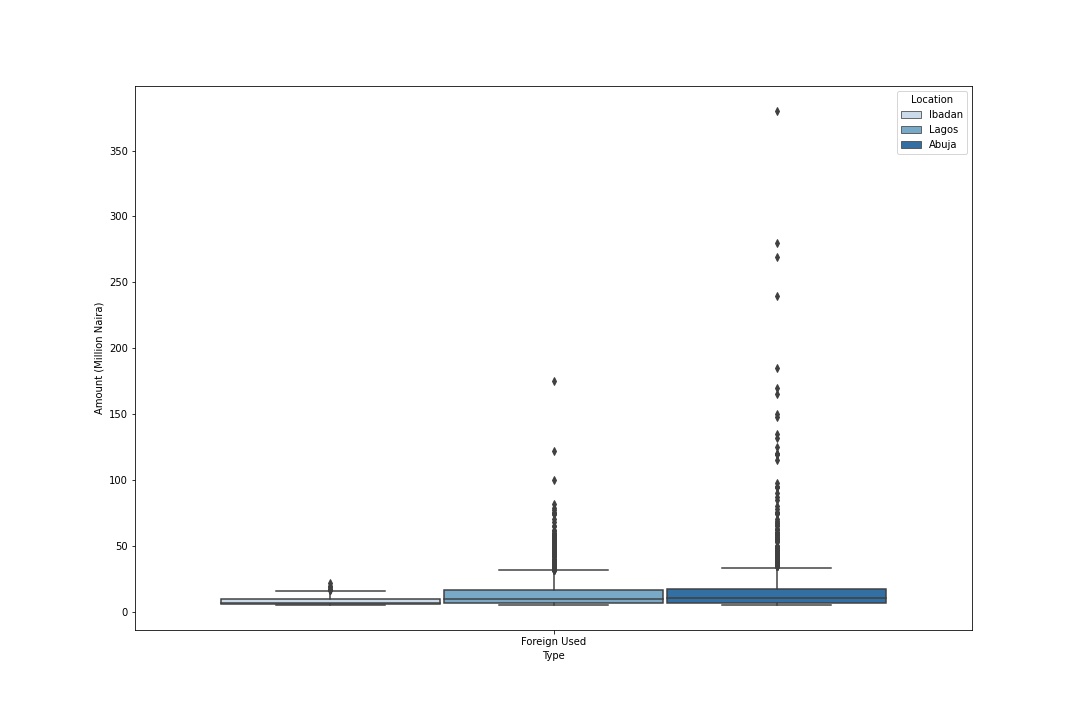 Location
Ibadan
Lagos
Abuja
350
300
250
200
150
100
50
0
Amount (Million Naira)
Foreign Used
Type